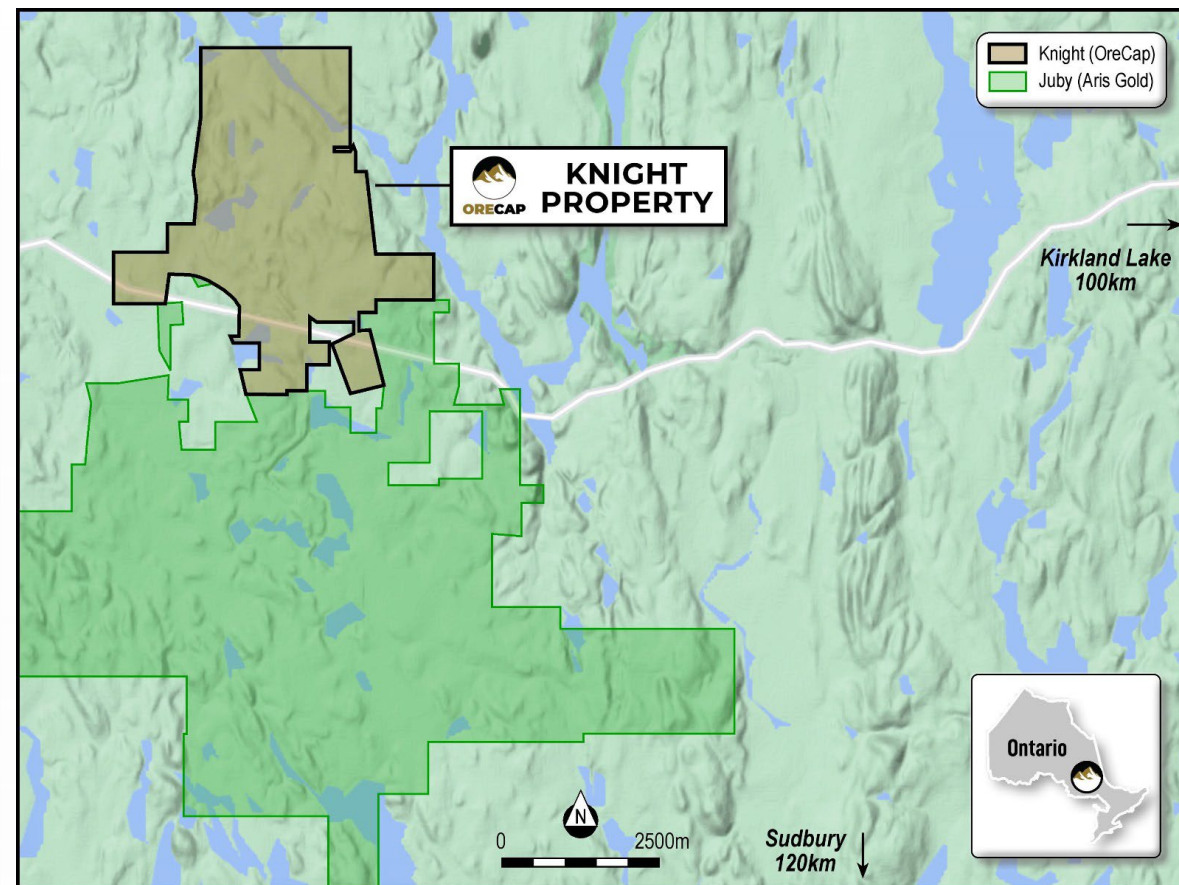 Knight (OreCap)
Juby (Aris Gold)
ORECAP
KNIGHT
PROPERTY
Kirkland Lake
100km
Ontario
N
0 2500m
Sudbury
120km